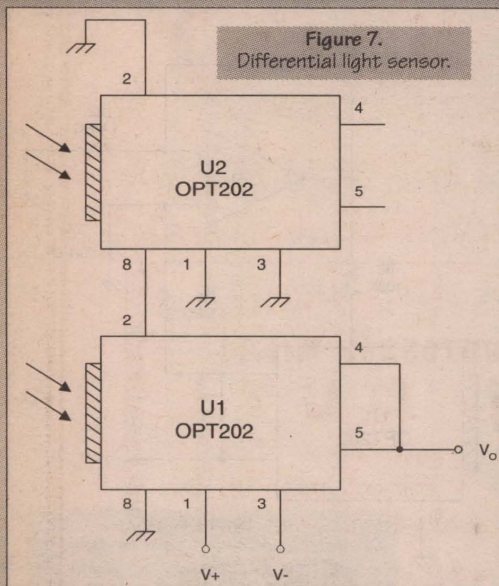 Figure 7.
Differential light sensor.
2
4
U2
OPT202
5
8
1
3
2
4
U1
OPT202
5
Vo
8
1
3
V+
V-